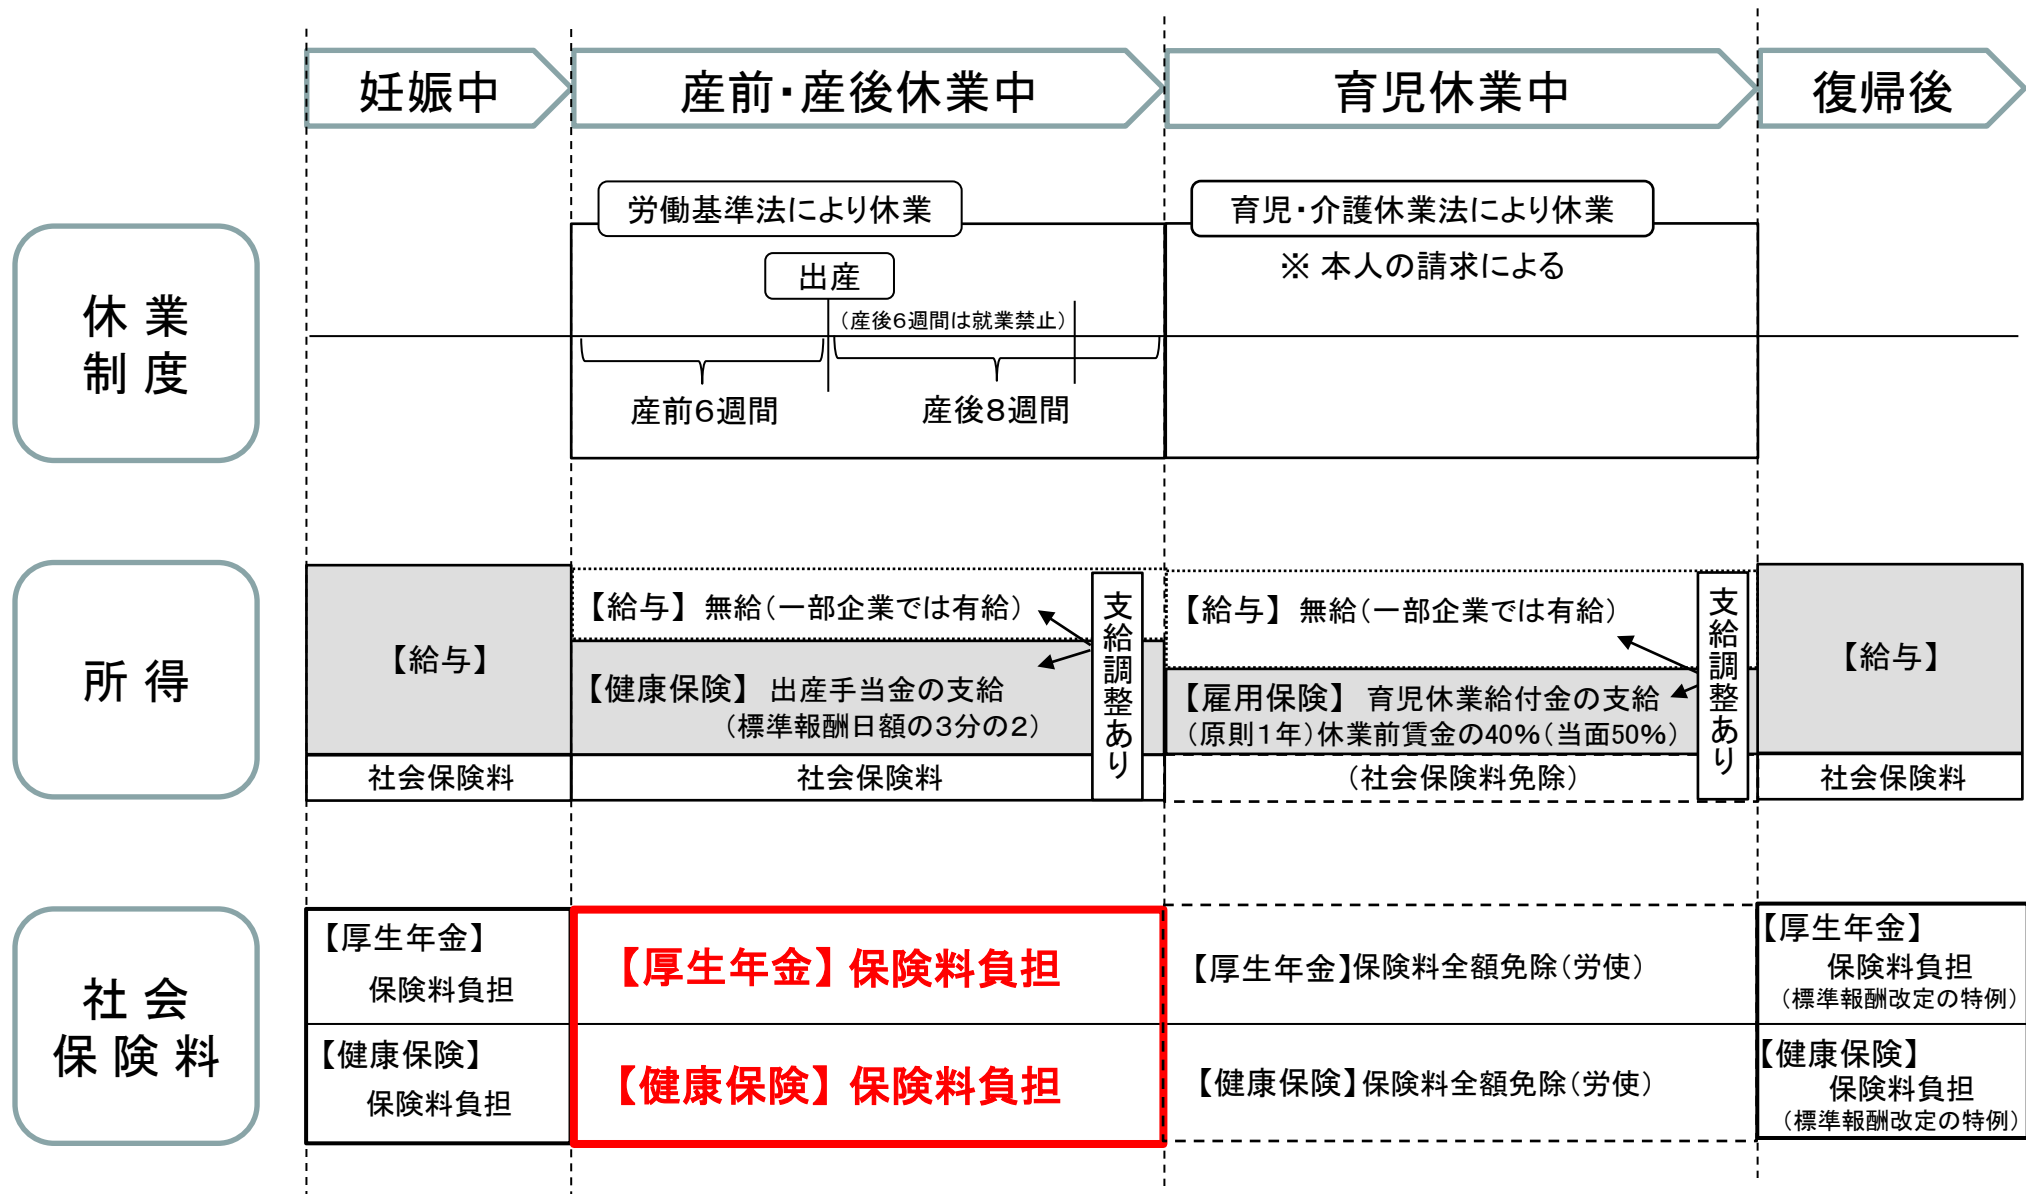 妊娠中
産前・産後休業中
育児休業中
復帰後
休業
制度
労働基準法により休業
出産
（産後6週間は就業禁止）
産前6週間
産後8週間
育児・介護休業法により休業
※ 本人の請求による
所得
【給与】
社会保険料
【給与】 無給（一部企業では有給）
【健康保険】 出産手当金の支給
（標準報酬日額の3分の2）
社会保険料
支給調整あり
【給与】 無給（一部企業では有給）
【雇用保険】 育児休業給付金の支給
（原則1年）休業前賃金の40％（当面50％）
（社会保険料免除）
支給調整あり
【給与】
社会保険料
社会
保険料
【厚生年金】
保険料負担
【健康保険】
保険料負担
【厚生年金】 保険料負担
【健康保険】 保険料負担
【厚生年金】保険料全額免除（労使）
【健康保険】保険料全額免除（労使）
【厚生年金】
保険料負担
（標準報酬改定の特例）
【健康保険】
保険料負担
（標準報酬改定の特例）